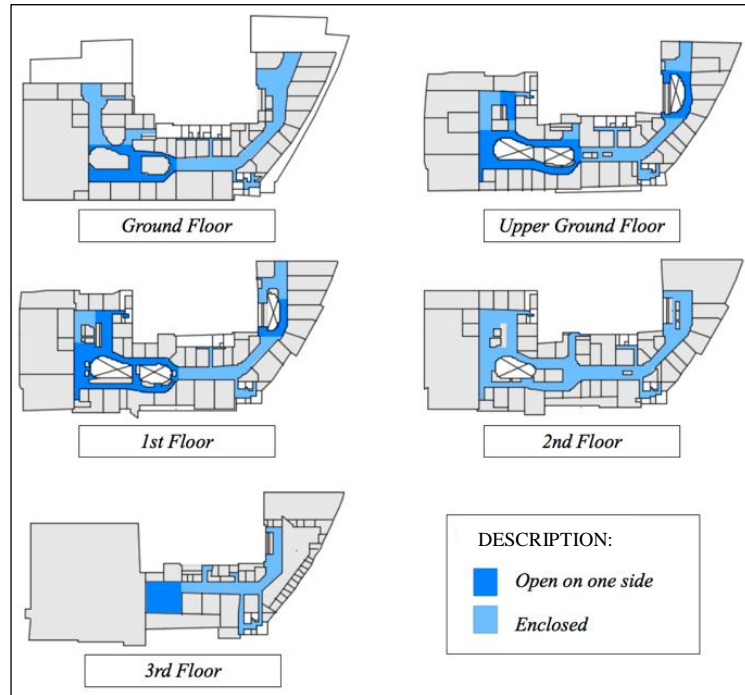 Ground Floor
Upper Ground Floor
1st Floor
2nd Floor
3rd Floor
DESCRIPTION:
Open on one side
Enclosed